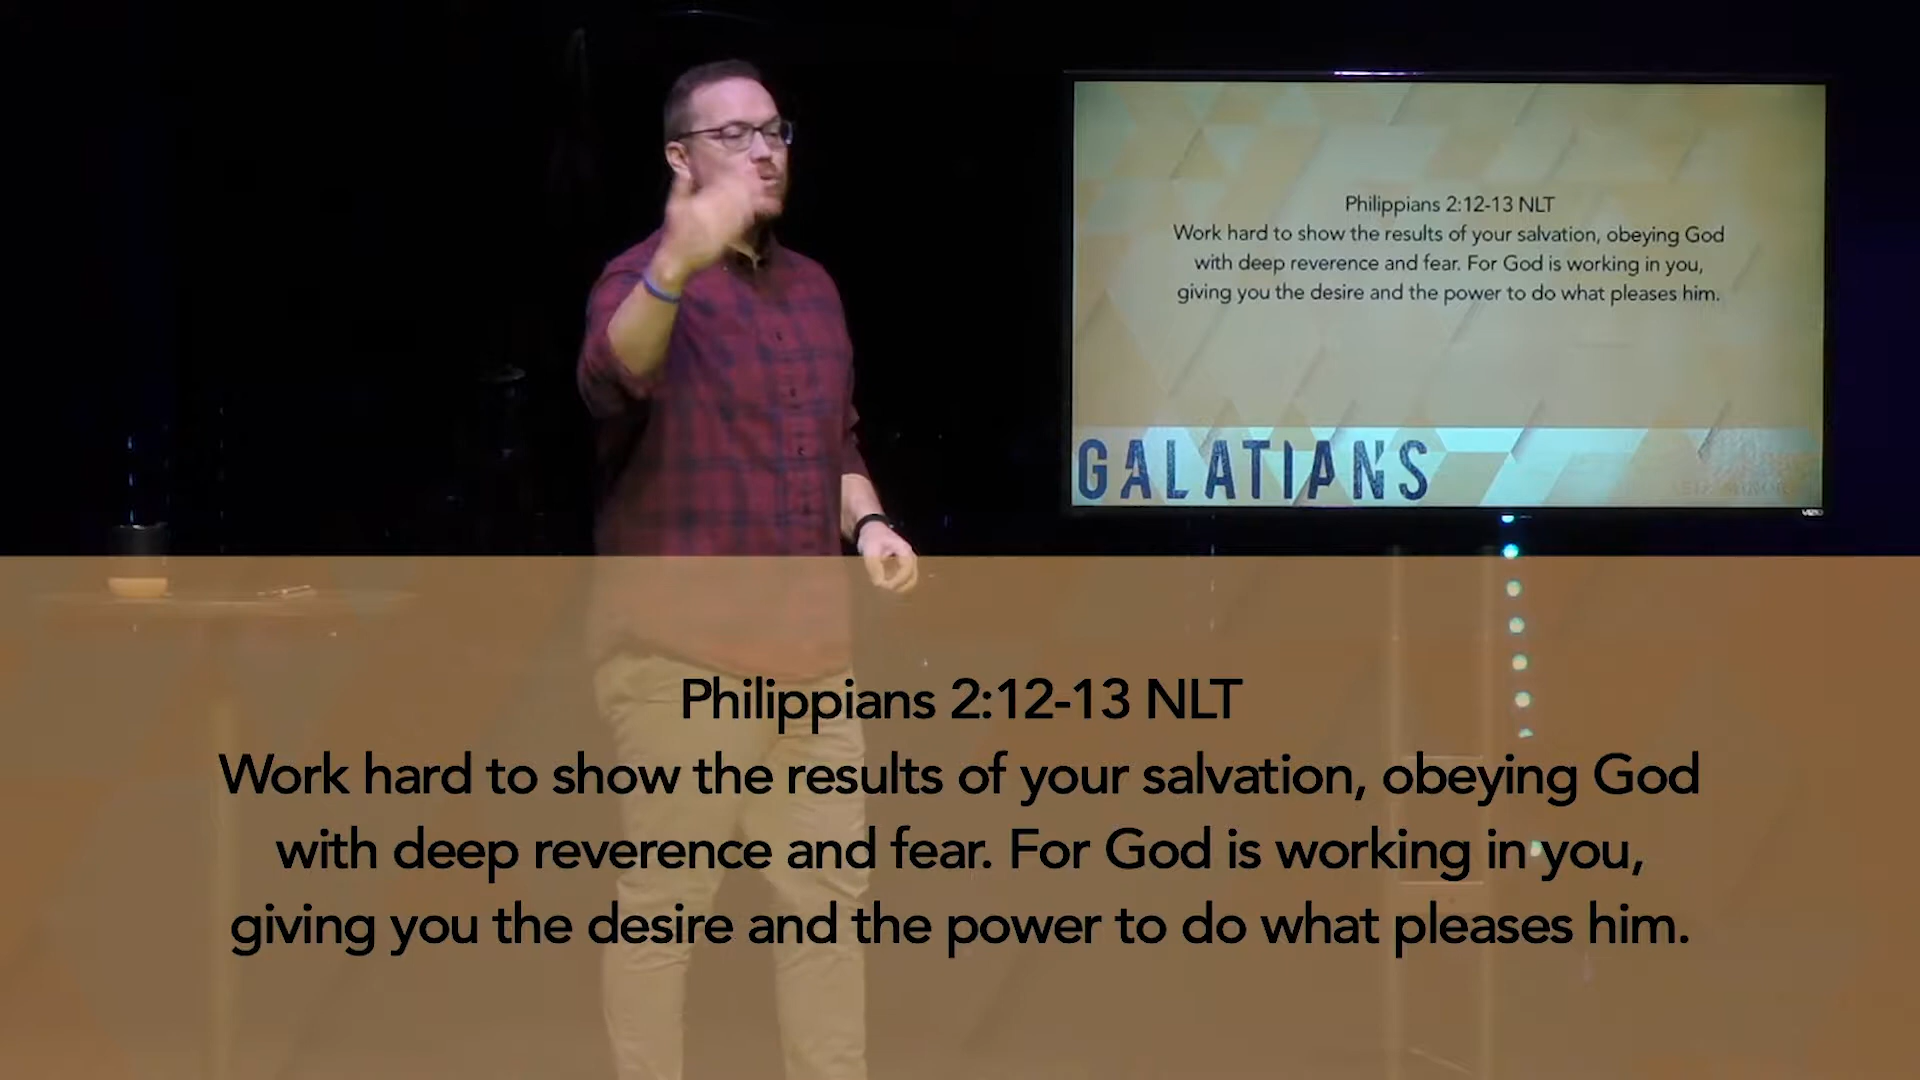 Philippians 2:12-13 NLT
Work hard to show the results of your salvation, obeying God
with deep reverence and fear. For God is working in you,
giving you the desire and the power to do what pleases him.
GALATIANS
VIZIO
Philippians 2:12-13 NLT
Work hard to show the results of your salvation, obeying God
with deep reverence and fear. For God is working in you,
giving you the desire and the power to do what pleases him.